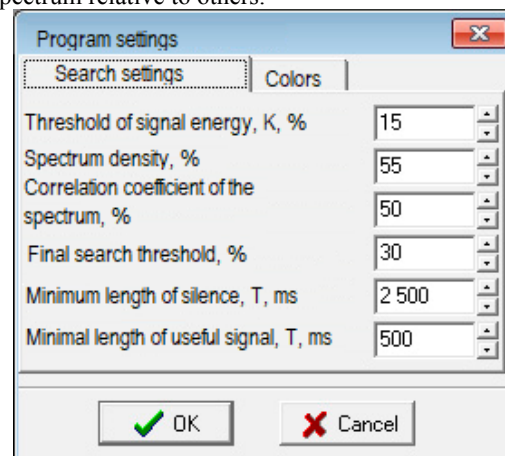 spectrum relative to others.
Program settings
Search settings Colors
Threshold of signal energy, K, % 15
Spectrum density, % 55
Correlation coefficient of the
spectrum, % 50
Final search threshold, % 30
Minimum length of silence, T, ms 2 500
Minimal length of useful signal, T, ms 500
OK Cancel